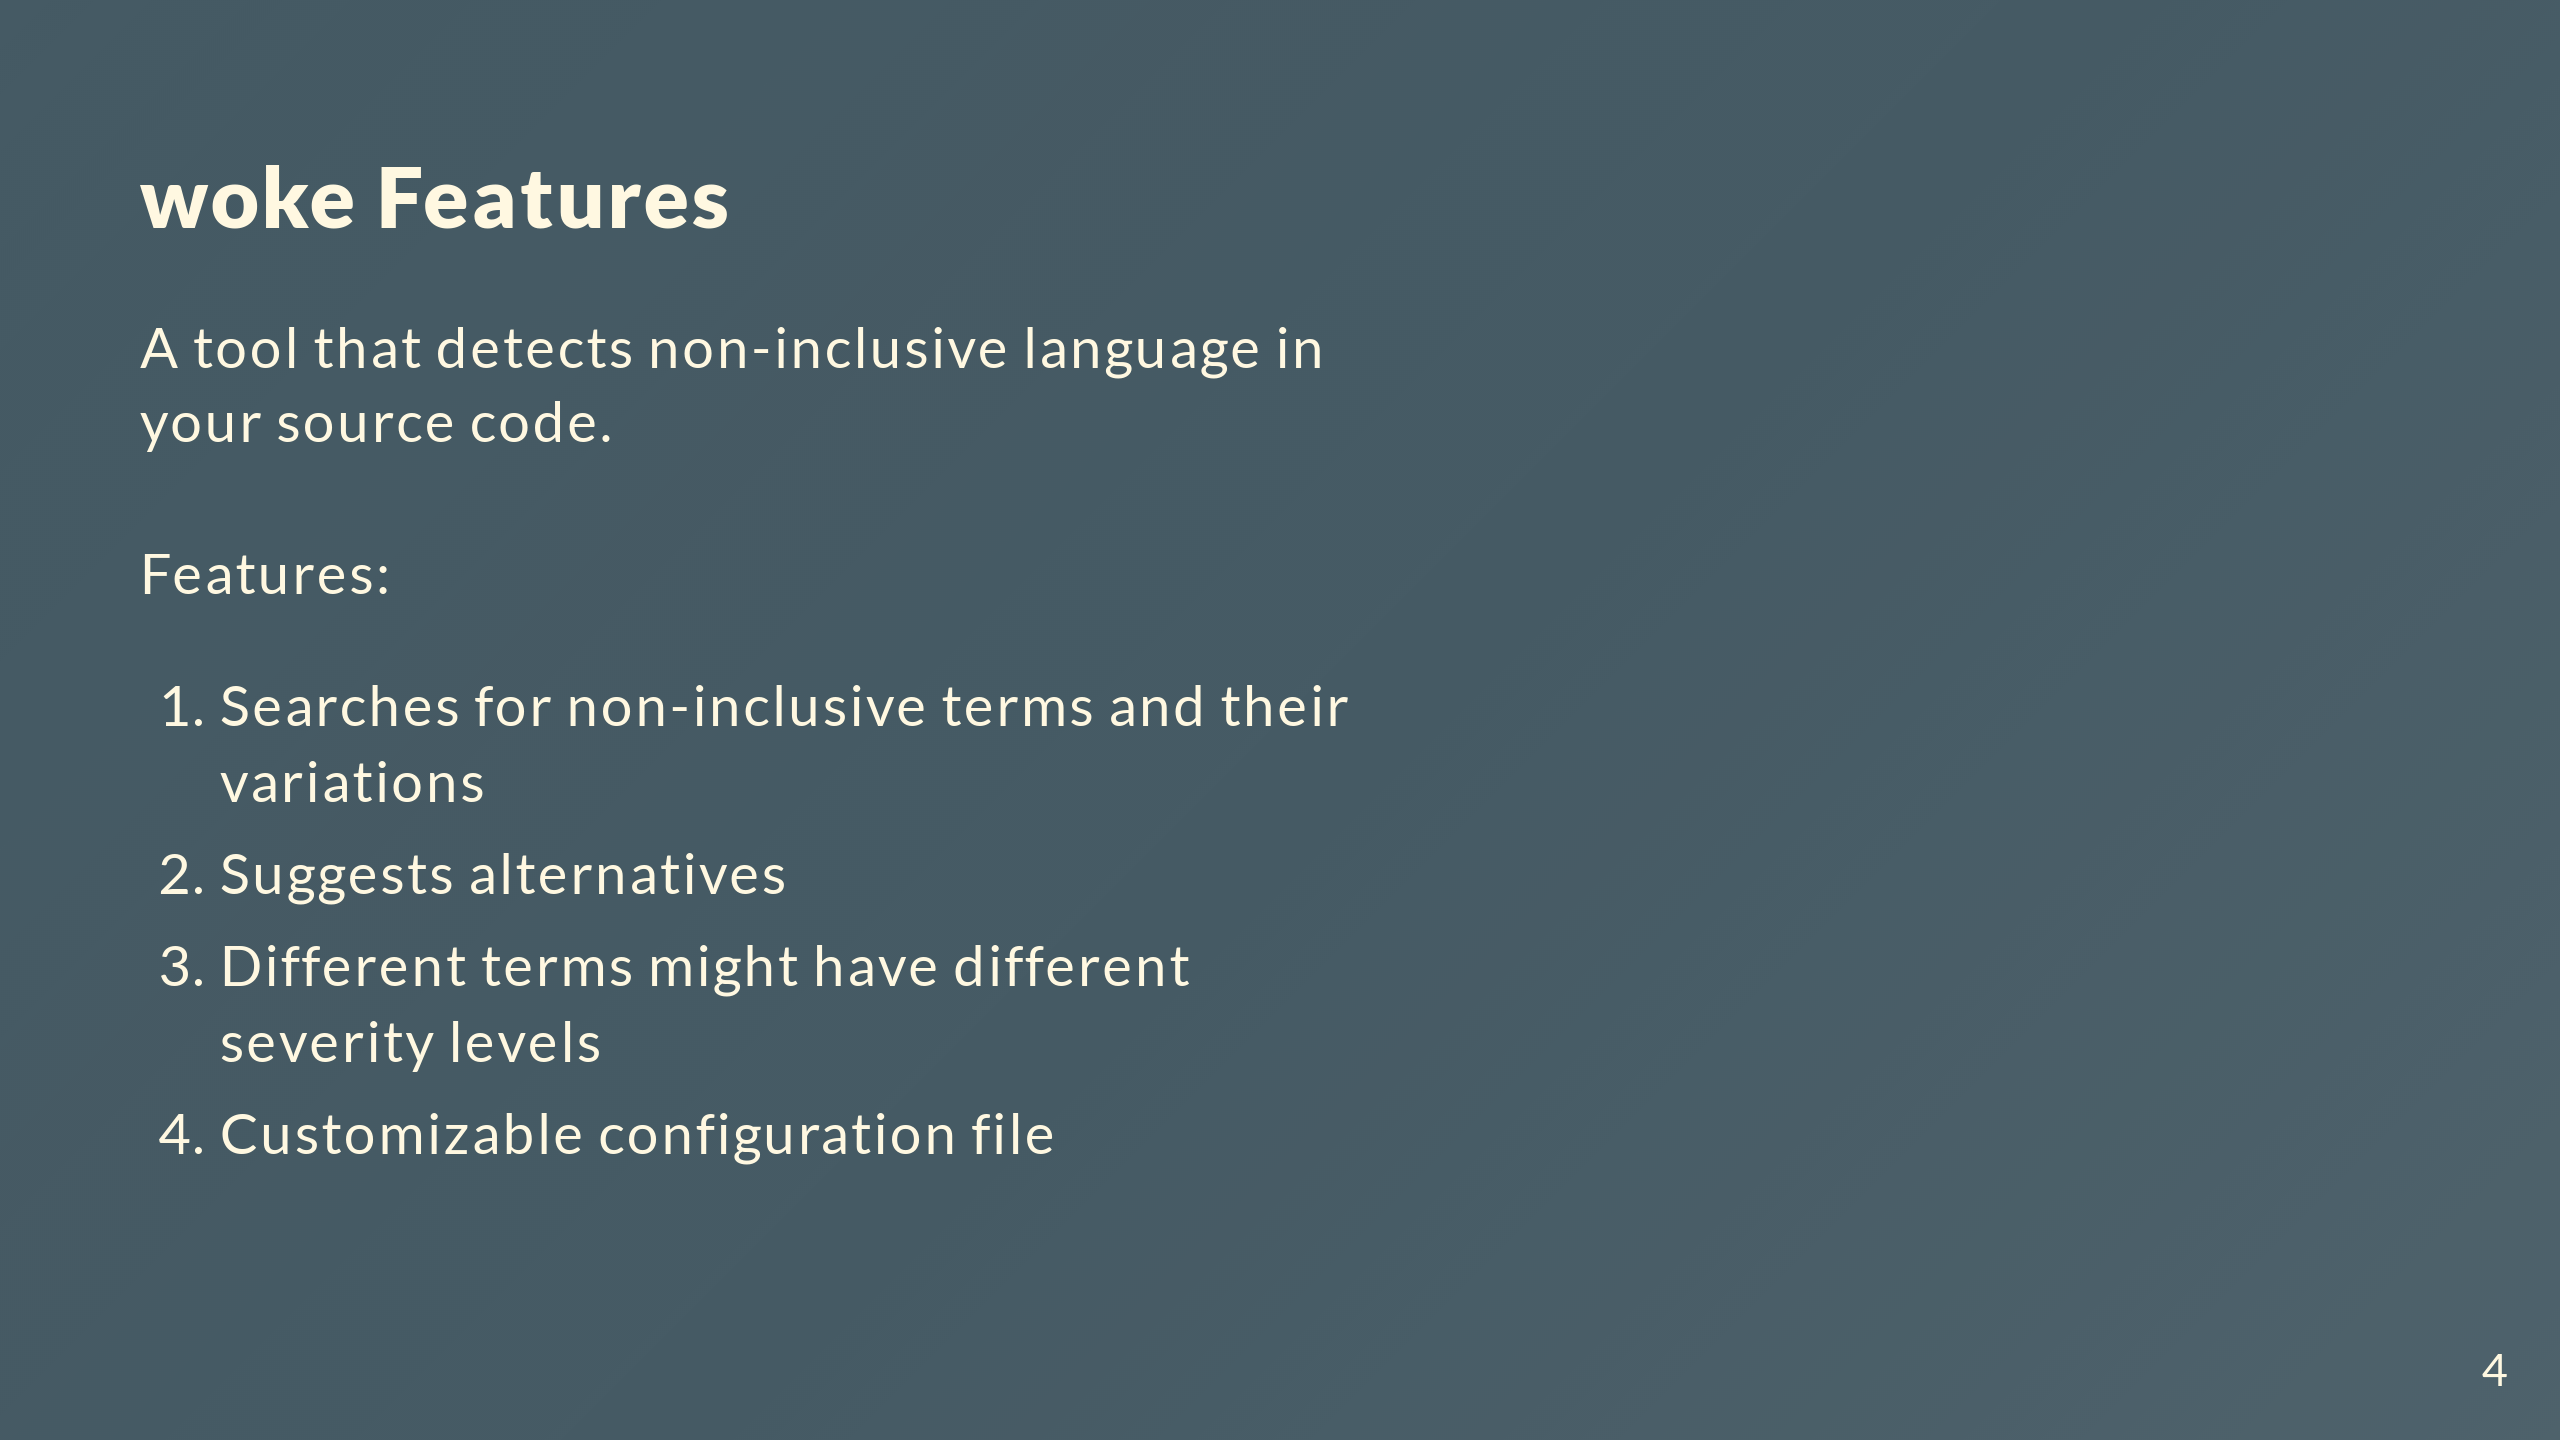 woke Features
A tool that detects non-inclusive language in
your source code.
Features:
1. Searches for non-inclusive terms and their
variations
2. Suggests alternatives
3. Different terms might have different
severity levels
4. Customizable configuration file
4